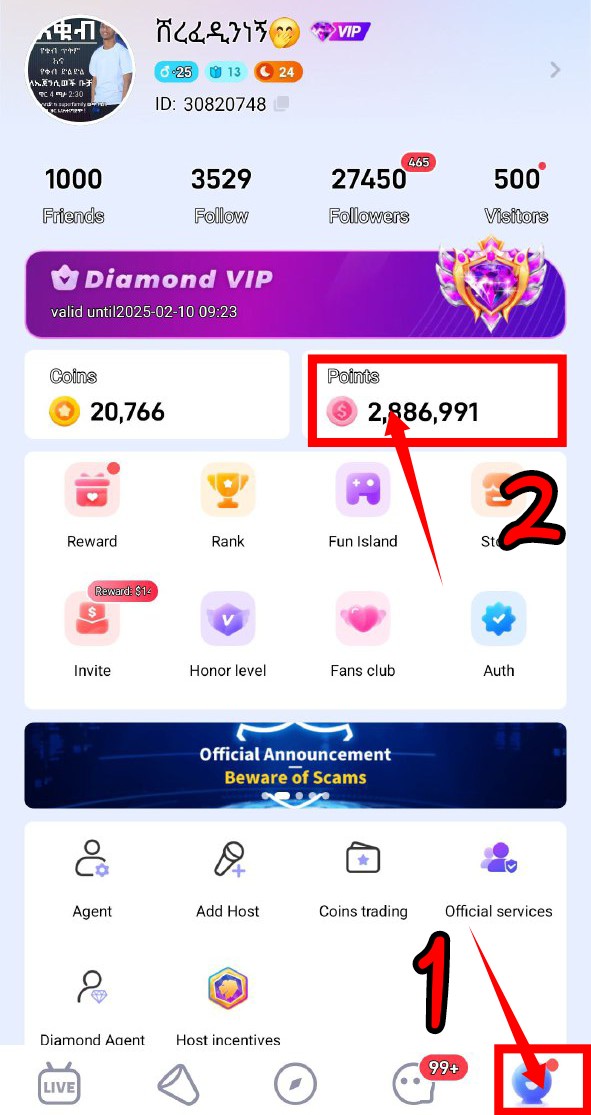 ሸረፈዲንነኝ🤭 VIP
♂25 13 24
ID: 30820748
1000 3529 27450 465 500
Friends Follow Followers Visitors
Diamond VIP
valid until2025-02-10 09:23
Coins Points
20,766 2,886,991
Reward Rank Fun Island
2
Reward: $14
Invite Honor level Fans club Auth
Official Announcement
Beware of Scams
Agent Add Host Coins trading Official services
1
Diamond Agent Host incentives
LIVE 99+